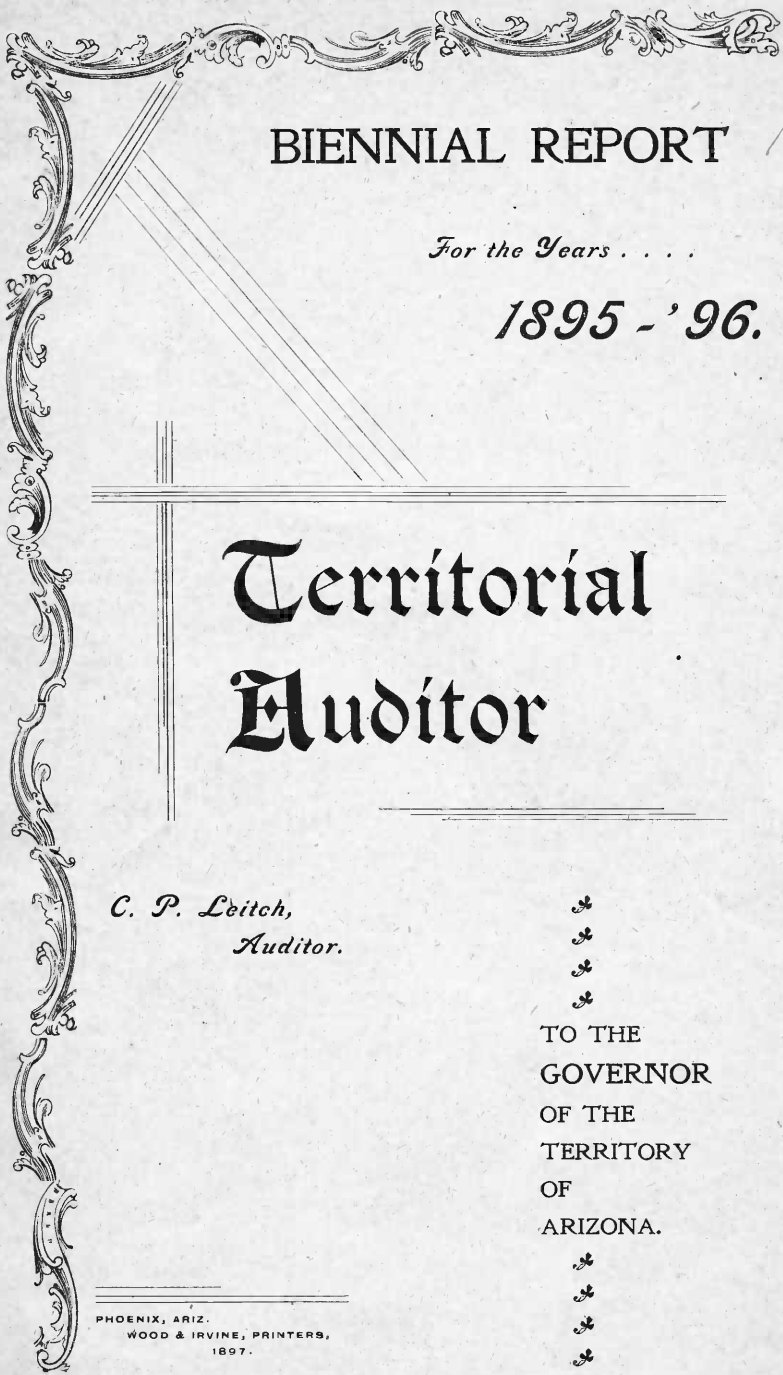 BIENNIAL REPORT
For the Years . . . .
1895-'96.
Territorial
Auditor
C. P. Leitch,
Auditor.
TO THE
GOVERNOR
OF THE
TERRITORY
OF
ARIZONA.
PHOENIX, ARIZ.
WOOD & IRVINE, PRINTERS,
1897.